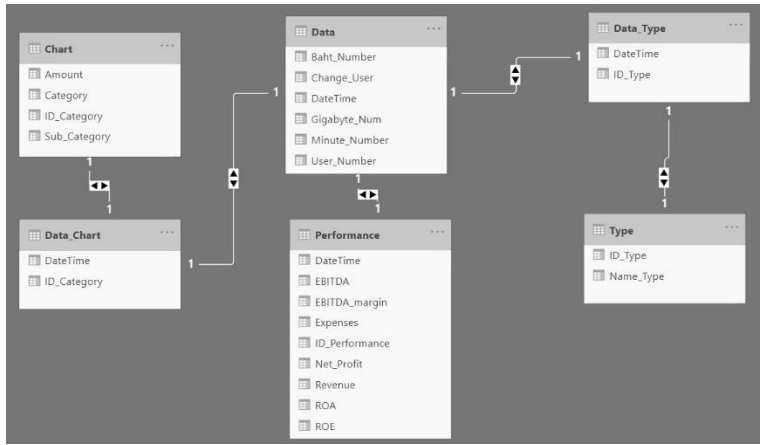 Chart
Amount
Category
ID_Category
Sub_Category
1
1
Data_Chart
DateTime
ID_Category
1
1
Data
Baht_Number
Change_User
DateTime
Gigabyte_Num
Minute_Number
User_Number
1
1
Performance
DateTime
EBITDA
EBITDA_margin
Expenses
ID_Performance
Net_Profit
Revenue
ROA
ROE
1
1
Data_Type
DateTime
ID_Type
1
1
Type
ID_Type
Name_Type